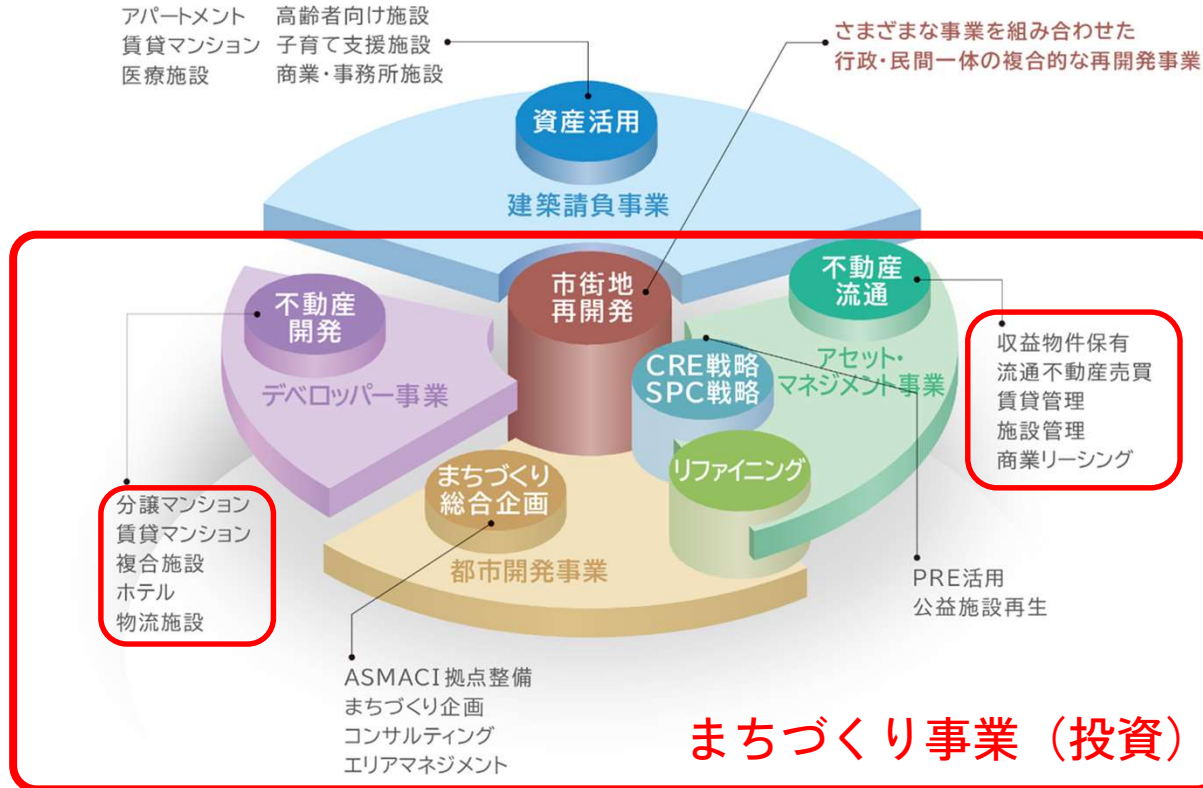 アパートメント 高齢者向け施設
賃貸マンション 子育て支援施設
医療施設 商業・事務所施設
さまざまな事業を組み合わせた
行政・民間一体の複合的な再開発事業
資産活用
建築請負事業
不動産
開発
デベロッパー事業
市街地
再開発
不動産
流通
アセット・
マネジメント事業
CRE戦略
SPC戦略
収益物件保有
流通不動産売買
賃貸管理
施設管理
商業リーシング
まちづくり
総合企画
リファイニング
都市開発事業
分譲マンション
賃貸マンション
複合施設
ホテル
物流施設
PRE活用
公益施設再生
ASMACI拠点整備
まちづくり企画
コンサルティング
エリアマネジメント
まちづくり事業（投資）